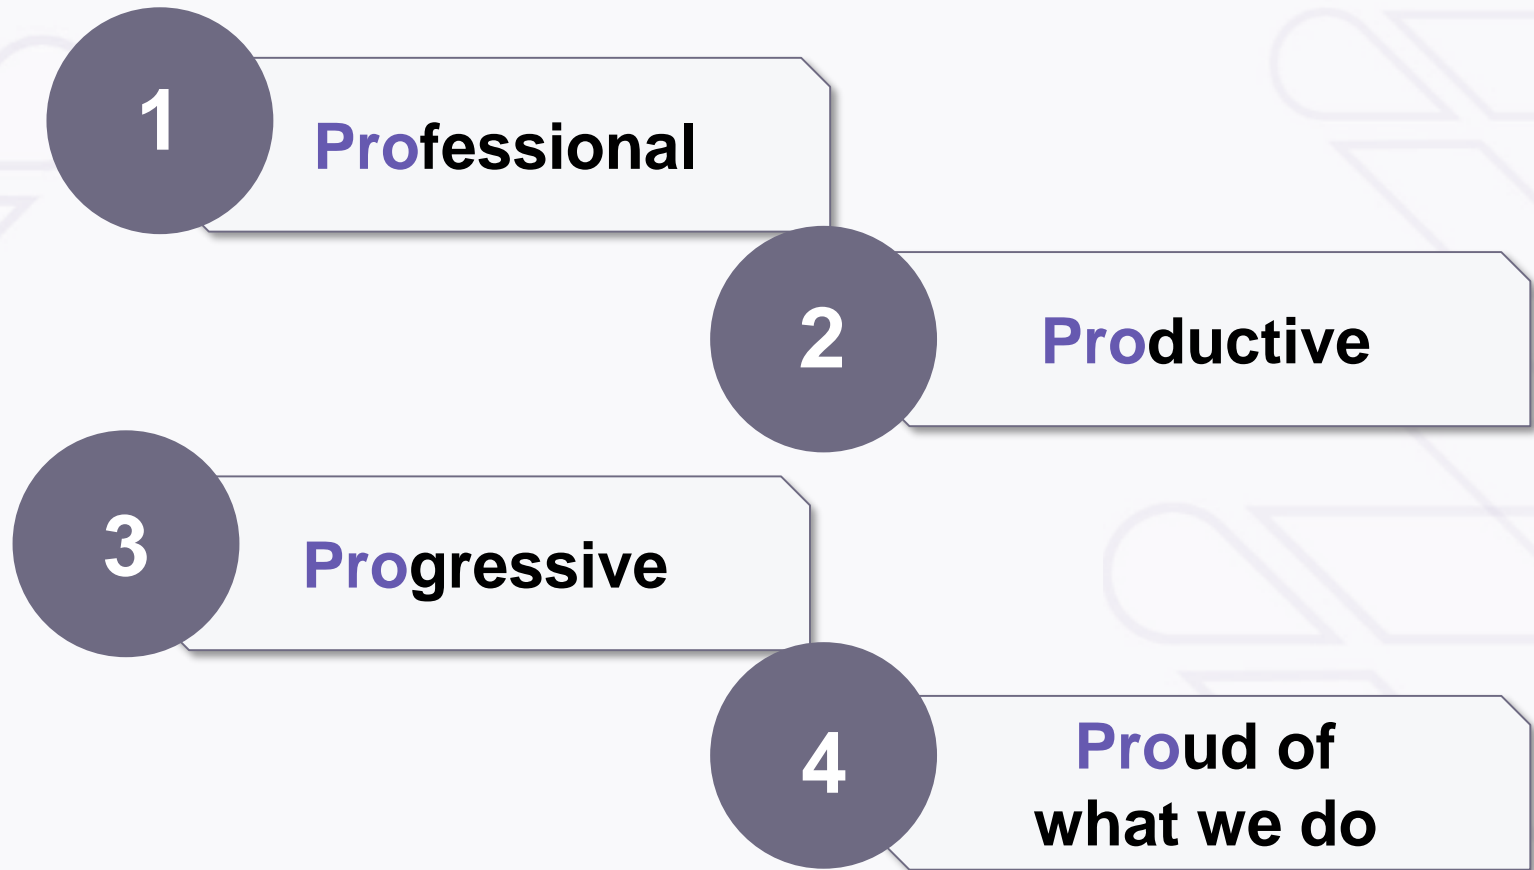 1
Professional
2
Productive
3
Progressive
4
Proud of
what we do